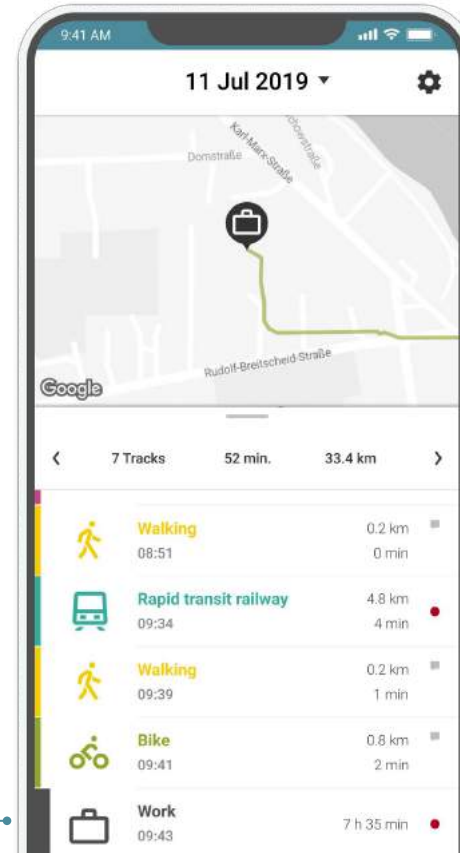 9:41 AM
11 Jul 2019
Karl-Marx-Straße
Domstraße
Rudolf-Breitscheid-Straße
Google
7 Tracks 52 min. 33.4 km
Walking 0.2 km
08:51 0 min
Rapid transit railway 4.8 km
09:34 4 min
Walking 0.2 km
09:39 1 min
Bike 0.8 km
09:41 2 min
Work
09:43 7 h 35 min